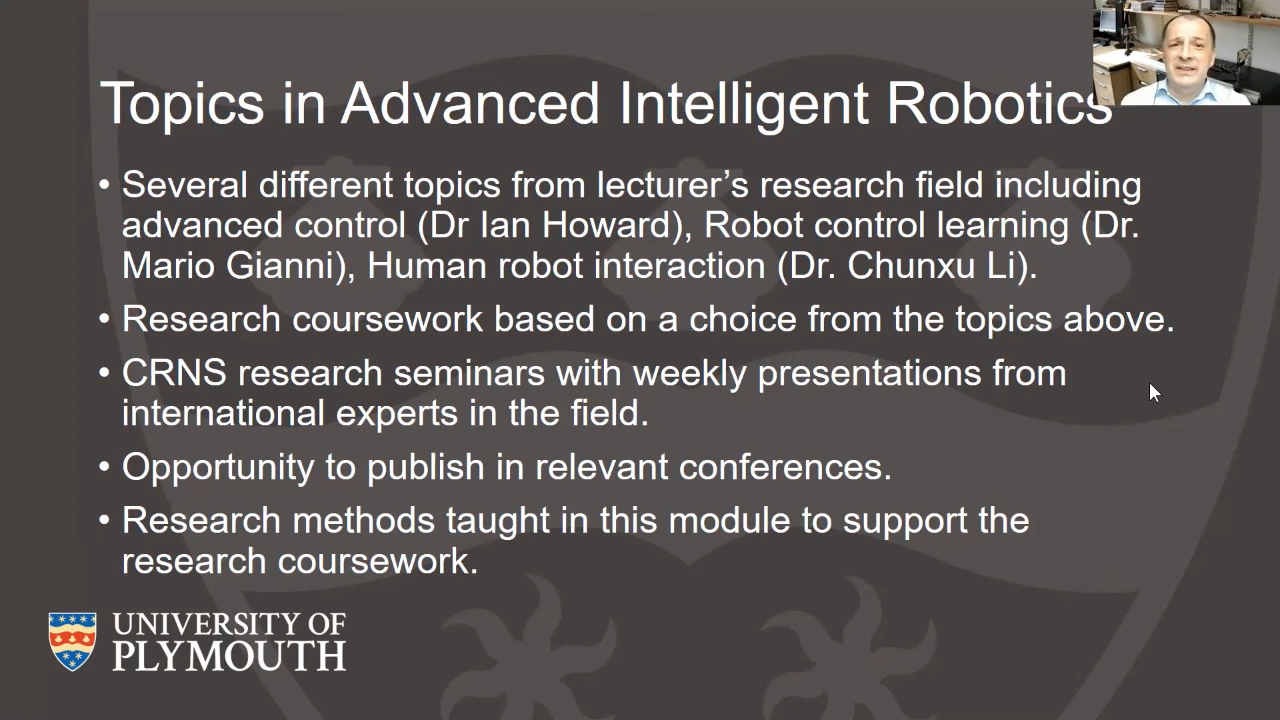 Topics in Advanced Intelligent Robotics
• Several different topics from lecturer’s research field including
advanced control (Dr Ian Howard), Robot control learning (Dr.
Mario Gianni), Human robot interaction (Dr. Chunxu Li).
• Research coursework based on a choice from the topics above.
• CRNS research seminars with weekly presentations from
international experts in the field.
• Opportunity to publish in relevant conferences.
• Research methods taught in this module to support the
research coursework.
UNIVERSITY OF
PLYMOUTH